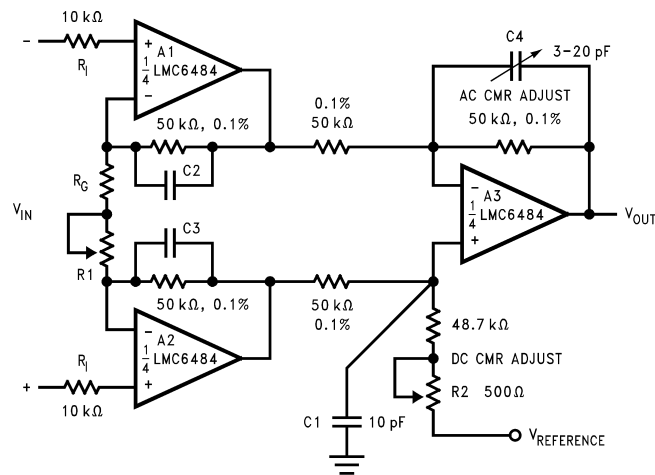 10 kΩ
−
R_I
+
A1
1/4 LMC6484
−
50 kΩ, 0.1%
C2
0.1%
50 kΩ
C4
3–20 pF
AC CMR ADJUST
50 kΩ, 0.1%
R_G
V_IN
R1
C3
50 kΩ, 0.1%
−
A3
1/4 LMC6484
+
V_OUT
50 kΩ
0.1%
−
A2
1/4 LMC6484
+
R_I
+
10 kΩ
48.7 kΩ
DC CMR ADJUST
R2 500Ω
C1
10 pF
V_REFERENCE